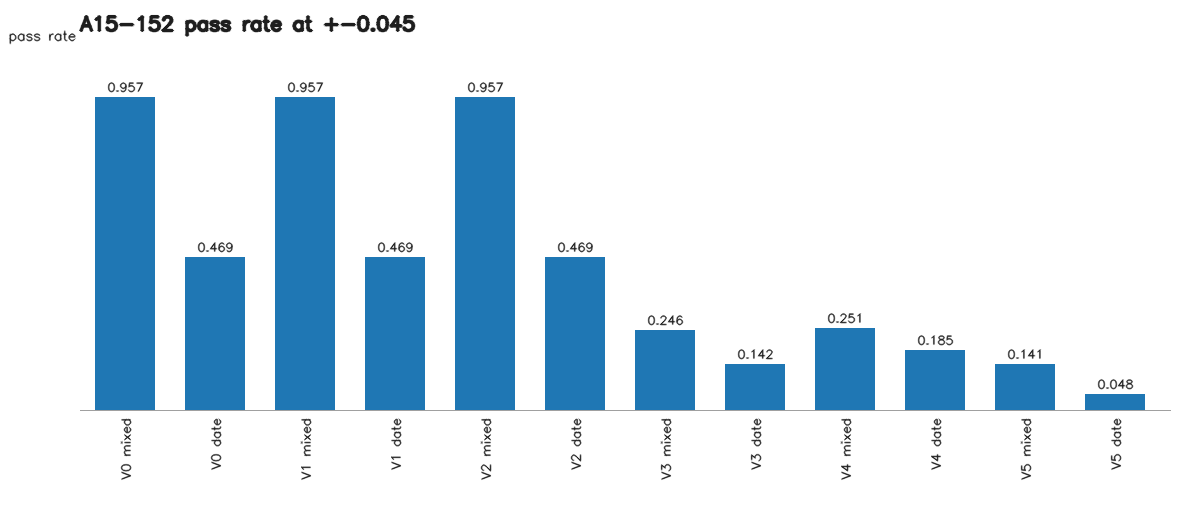 A15-152 pass rate at +-0.045
pass rate
0.957
0.469
0.957
0.469
0.957
0.469
0.246
0.142
0.251
0.185
0.141
0.048
V0 mixed
V0 date
V1 mixed
V1 date
V2 mixed
V2 date
V3 mixed
V3 date
V4 mixed
V4 date
V5 mixed
V5 date